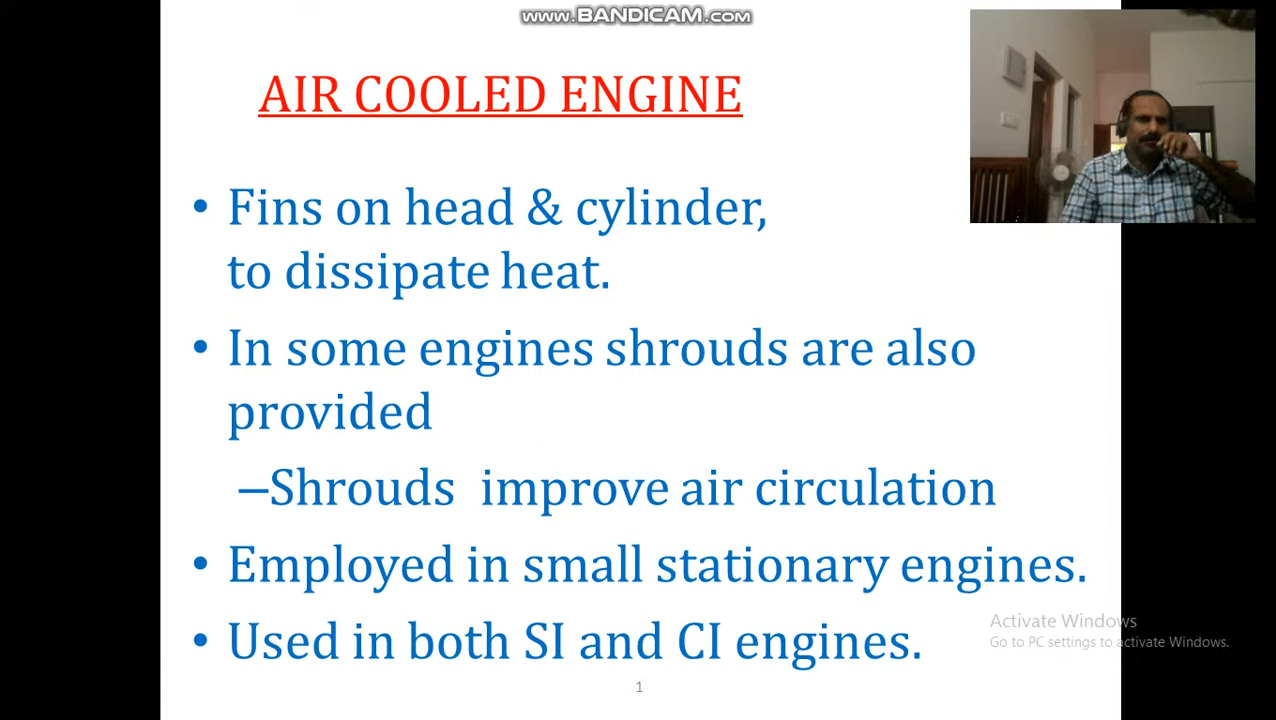 www.BANDICAM.com
AIR COOLED ENGINE
• Fins on head & cylinder,
to dissipate heat.
• In some engines shrouds are also
provided
–Shrouds improve air circulation
• Employed in small stationary engines.
• Used in both SI and CI engines.
Activate Windows
Go to PC settings to activate Windows.
1